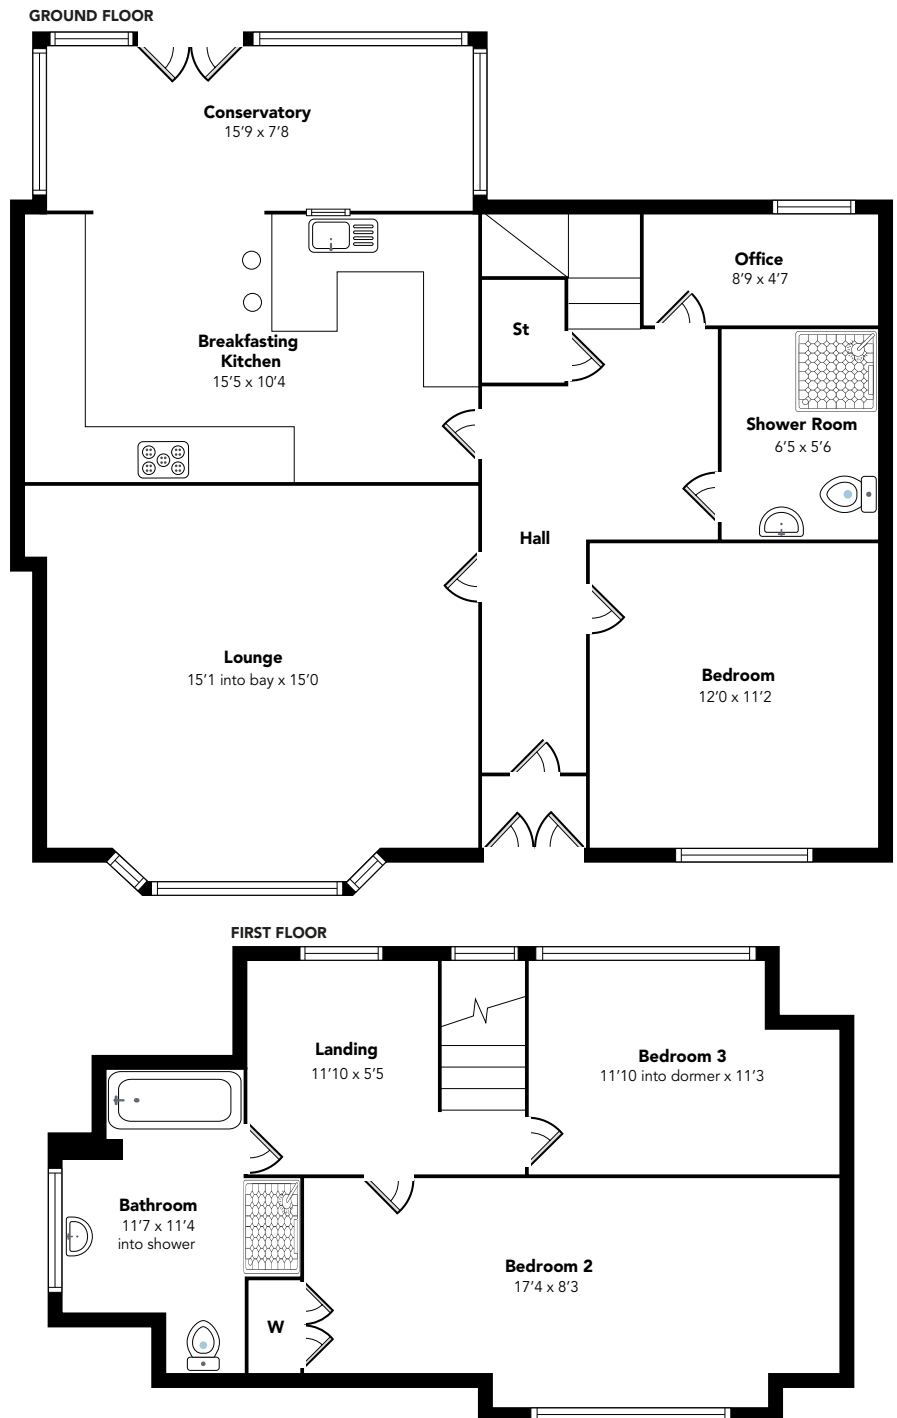 GROUND FLOOR
Conservatory
15’9 x 7’8
Office
8’9 x 4’7
St
Breakfasting
Kitchen
15’5 x 10’4
Shower Room
6’5 x 5’6
Hall
Lounge
15’1 into bay x 15’0
Bedroom
12’0 x 11’2
FIRST FLOOR
Landing
11’10 x 5’5
Bedroom 3
11’10 into dormer x 11’3
Bathroom
11’7 x 11’4
into shower
Bedroom 2
17’4 x 8’3
W